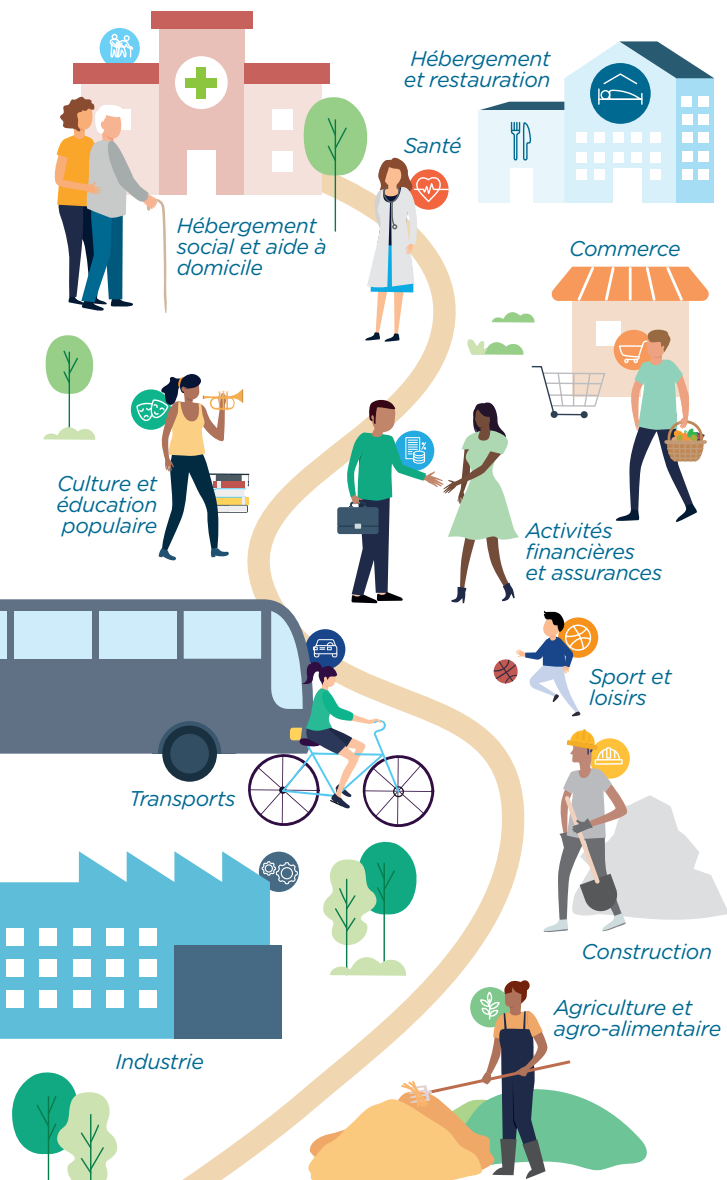 Hébergement
et restauration
Santé
Hébergement
social et aide à
domicile
Commerce
Culture et
éducation
populaire
Activités
financières
et assurances
Sport et
loisirs
Transports
Construction
Agriculture et
agro-alimentaire
Industrie